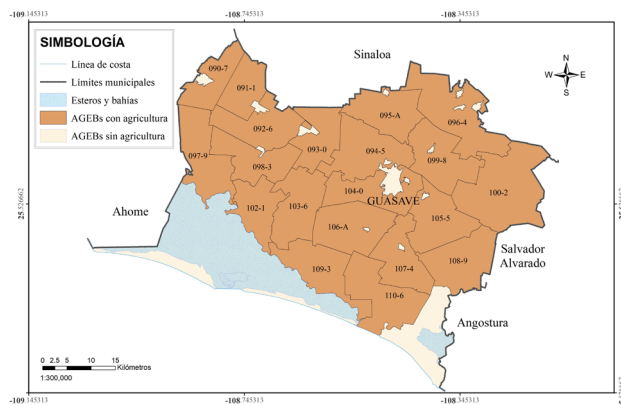 -109.145313
-108.745313
-108.345313
SIMBOLOGÍA
Línea de costa
Límites municipales
Esteros y bahías
AGEBs con agricultura
AGEBs sin agricultura
Sinaloa
N
W
E
S
090-7
091-1
092-6
093-0
095-A
096-4
097-9
098-3
094-5
099-8
104-0
100-2
GUASAVE
102-1
103-6
105-5
106-A
25.526662
25.526662
Ahome
Salvador
Alvarado
109-3
107-4
108-9
110-6
Angostura
0 2.5 5 10 15
Kilómetros
1:300,000
-109.145313
-108.745313
-108.345313